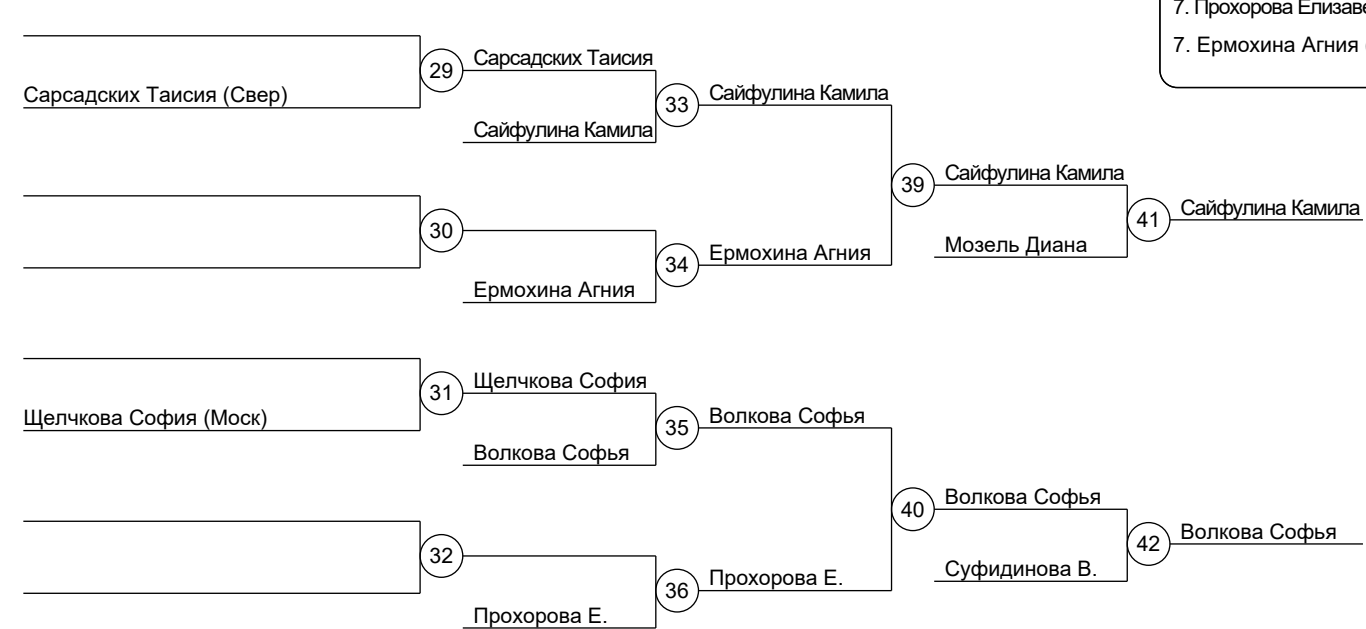 7. Прохорова
7. Ермохина Агния
29
Сарсадских Таисия
Сарсадских Таисия (Свер)
33
Сайфулина Камила
Сайфулина Камила
39
Сайфулина Камила
41
Сайфулина Камила
30
34
Ермохина Агния
Мозель Диана
Ермохина Агния
31
Щелчкова София
Щелчкова София (Моск)
35
Волкова Софья
Волкова Софья
40
Волкова Софья
42
Волкова Софья
32
36
Прохорова Е.
Суфидинова В.
Прохорова Е.